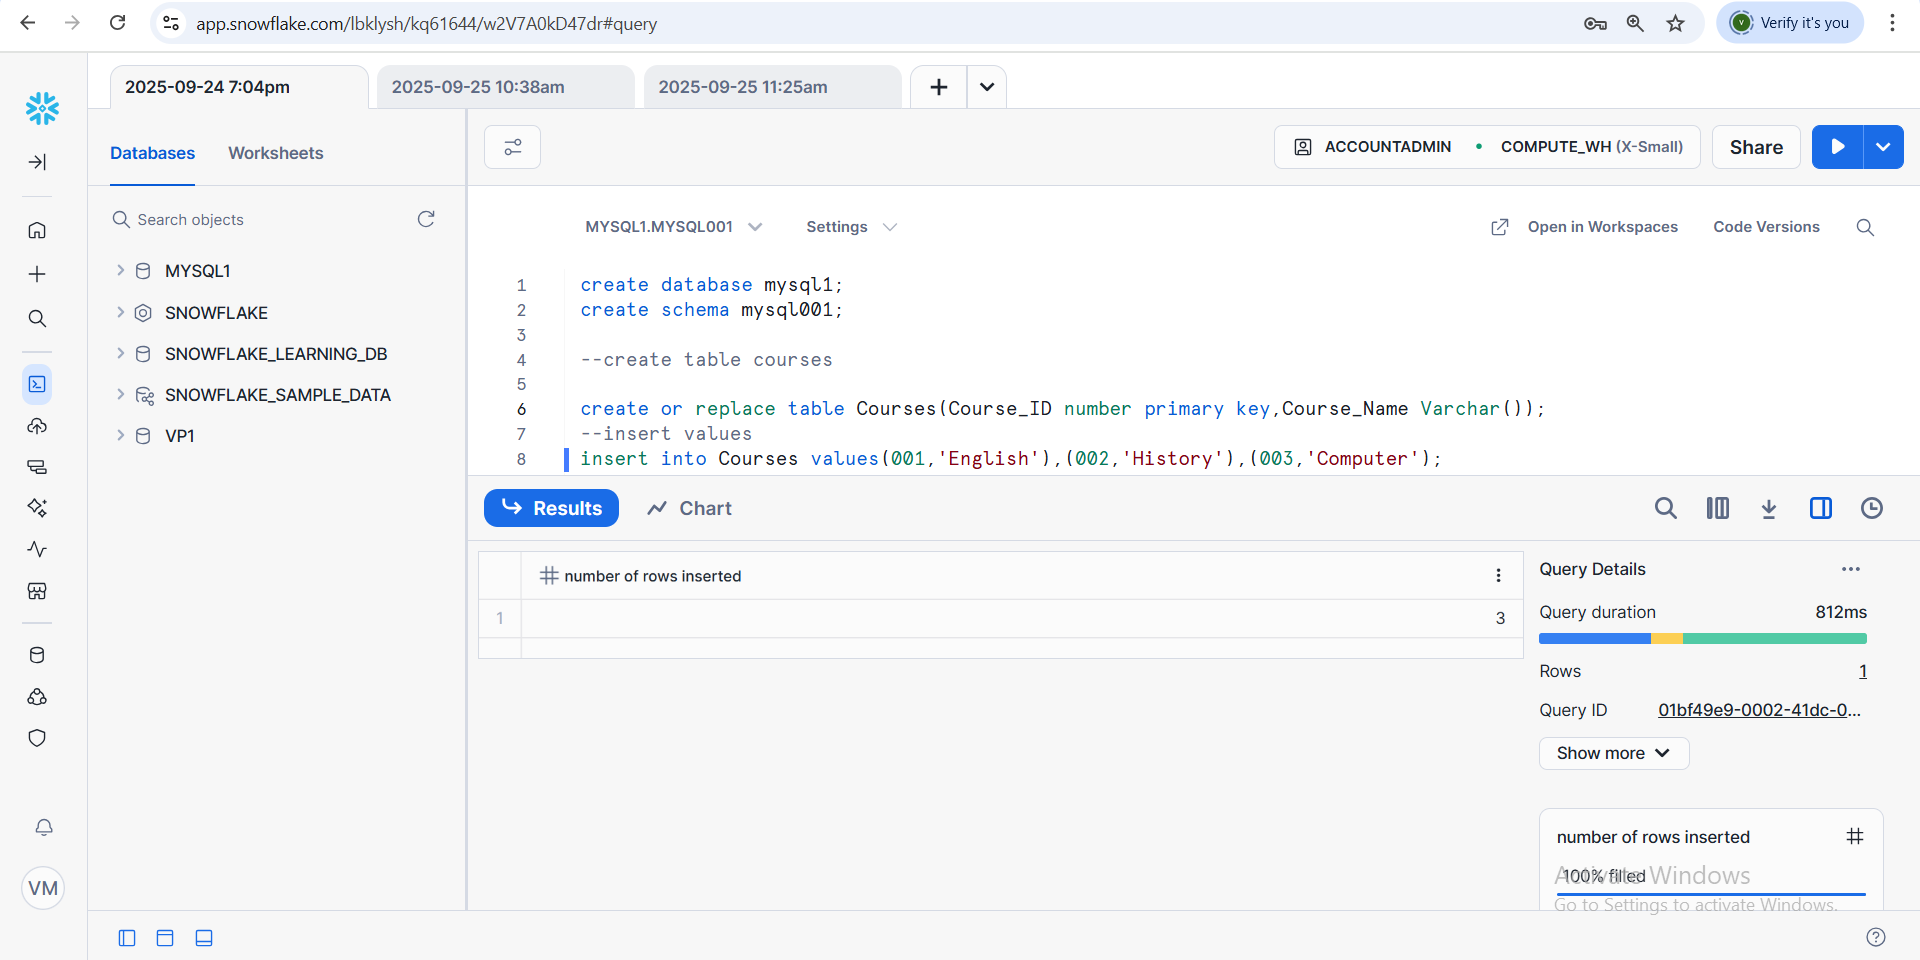 app.snowflake.com/lbklysh/kq61644/w2V7A0kD47dr#query
Verify it's you
2025-09-24 7:04pm
2025-09-25 10:38am
2025-09-25 11:25am
Databases
Worksheets
ACCOUNTADMIN
COMPUTE_WH (X-Small)
Share
Search objects
MYSQL1
SNOWFLAKE
SNOWFLAKE_LEARNING_DB
SNOWFLAKE_SAMPLE_DATA
VP1
VM
MYSQL1.MYSQL001
Settings
Open in Workspaces
Code Versions
1 create database mysql1;
2 create schema mysql001;
3
4 --create table courses
5
6 create or replace table Courses(Course_ID number primary key,Course_Name Varchar());
7 --insert values
8 insert into Courses values(001,'English'),(002,'History'),(003,'Computer');
Results
Chart
number of rows inserted
1 3
Query Details
Query duration 812ms
Rows 1
Query ID 01bf49e9-0002-41dc-0...
Show more
number of rows inserted
100% filled
Activate Windows
Go to Settings to activate Windows.